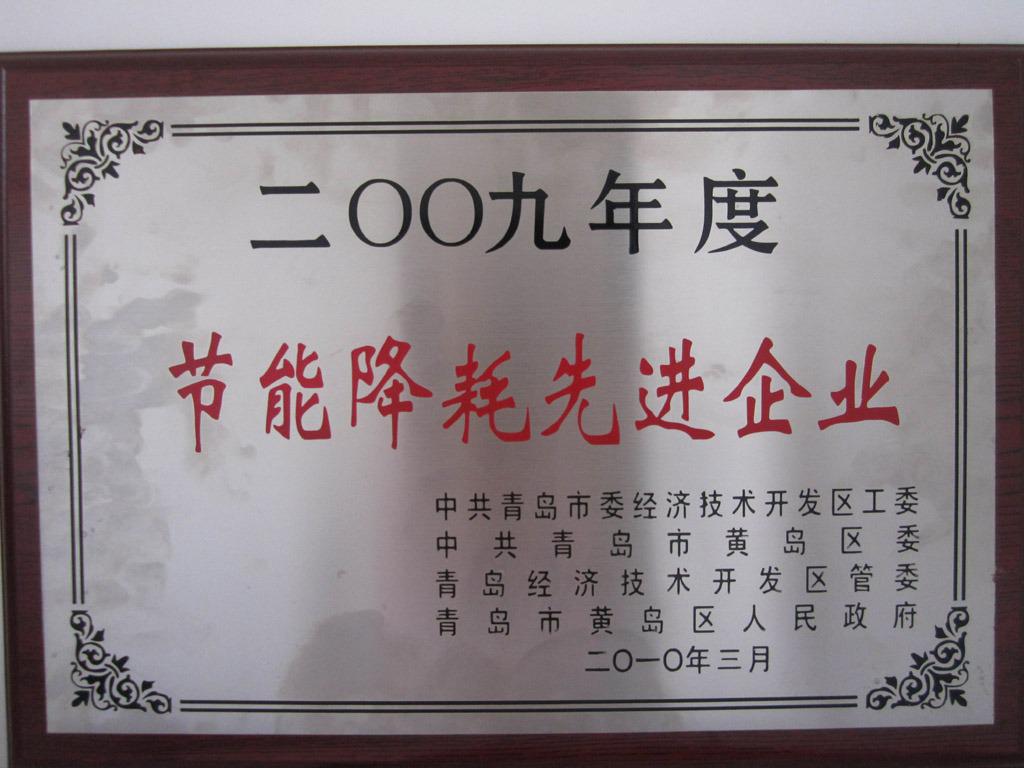 二〇〇九年度
节能降耗先进企业
中共青岛市委经济技术开发区工委
中共青岛市黄岛区委
青岛经济技术开发区管委
青岛市黄岛区人民政府
二〇一〇年三月